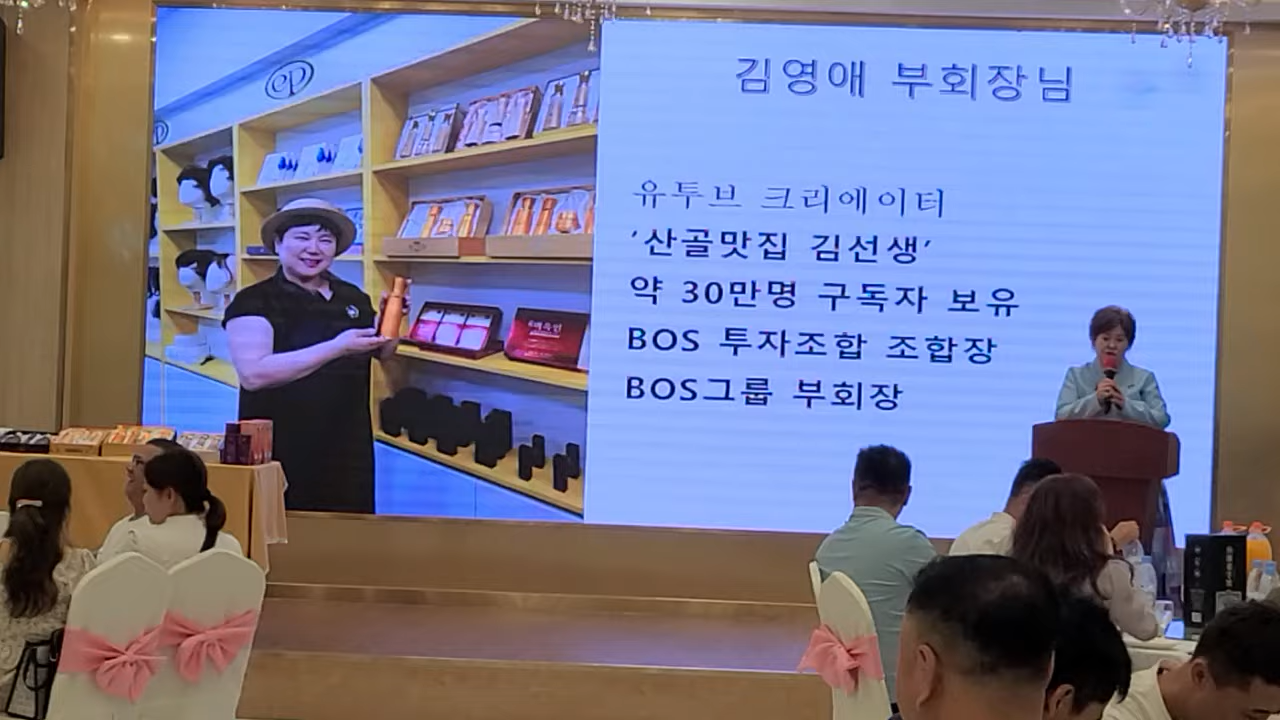 ep
김영애 부회장님
유투브 크리에이터
'산골맛집 김선생'
약 30만명 구독자 보유
BOS 투자조합 조합장
BOS그룹 부회장